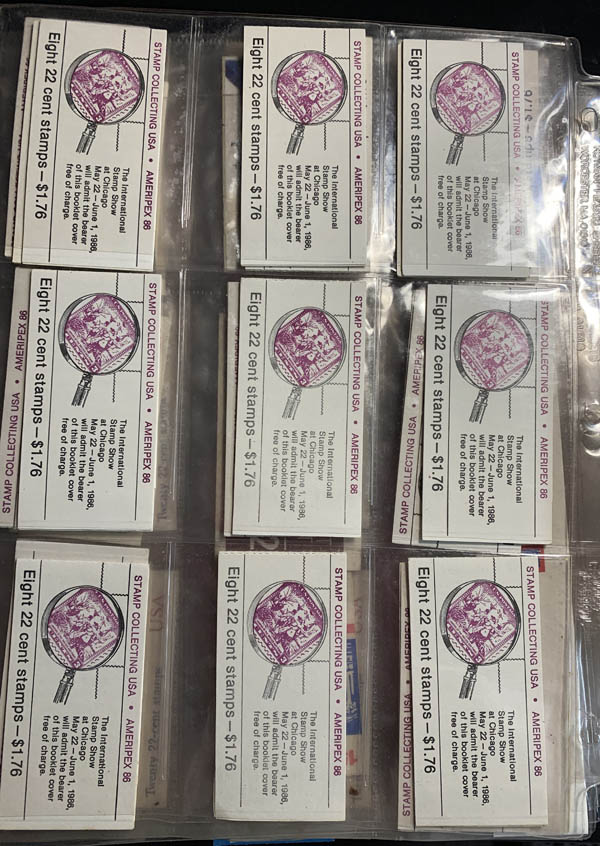 STAMP COLLECTING USA • AMERIPEX 86
The International
Stamp Show
at Chicago
May 22 – June 1, 1986,
will admit the bearer
of this booklet cover
free of charge.
Eight 22 cent stamps – $1.76
STAMP COLLECTING USA • AMERIPEX 86
The International
Stamp Show
at Chicago
May 22 – June 1, 1986,
will admit the bearer
of this booklet cover
free of charge.
Eight 22 cent stamps – $1.76
STAMP COLLECTING USA •
The International
Stamp Show
at Chicago
May 22 – June 1, 1986,
will admit the bearer
of this booklet cover
free of charge.
Eight 22 cent stamps – $1.76
STAMP COLLECTING USA • AMERIPEX 86
The International
Stamp Show
at Chicago
May 22 – June 1, 1986,
will admit the bearer
of this booklet cover
free of charge.
Eight 22 cent stamps – $1.76
STAMP COLLECTING USA • AMERIPEX 86
STAMP COLLECTING USA • AMERIPEX 86
The International
Stamp Show
at Chicago
May 22 – June 1, 1986,
will admit the bearer
of this booklet cover
free of charge.
Eight 22 cent stamps – $1.76
STAMP COLLECTING USA • AMERIPEX 86
The International
Stamp Show
at Chicago
May 22 – June 1, 1986,
will admit the bearer
of this booklet cover
free of charge.
Eight 22 cent stamps – $1.76
STAMP COLLECTING USA • AMERIPEX 86
STAMP COLLECTING USA • AMERIPEX 86
The International
Stamp Show
at Chicago
May 22 – June 1, 1986,
will admit the bearer
of this booklet cover
free of charge.
Eight 22 cent stamps – $1.76
STAMP COLLECTING USA • AMERIPEX 86
The International
Stamp Show
at Chicago
May 22 – June 1, 1986,
will admit the bearer
of this booklet cover
free of charge.
Eight 22 cent stamps – $1.76
STAMP COLLECTING USA • AMERIPEX 86
The International
Stamp Show
at Chicago
May 22 – June 1, 1986,
will admit the bearer
of this booklet cover
free of charge.
Eight 22 cent stamps – $1.76
STAMP COLLECTING USA • AMERIPEX 86